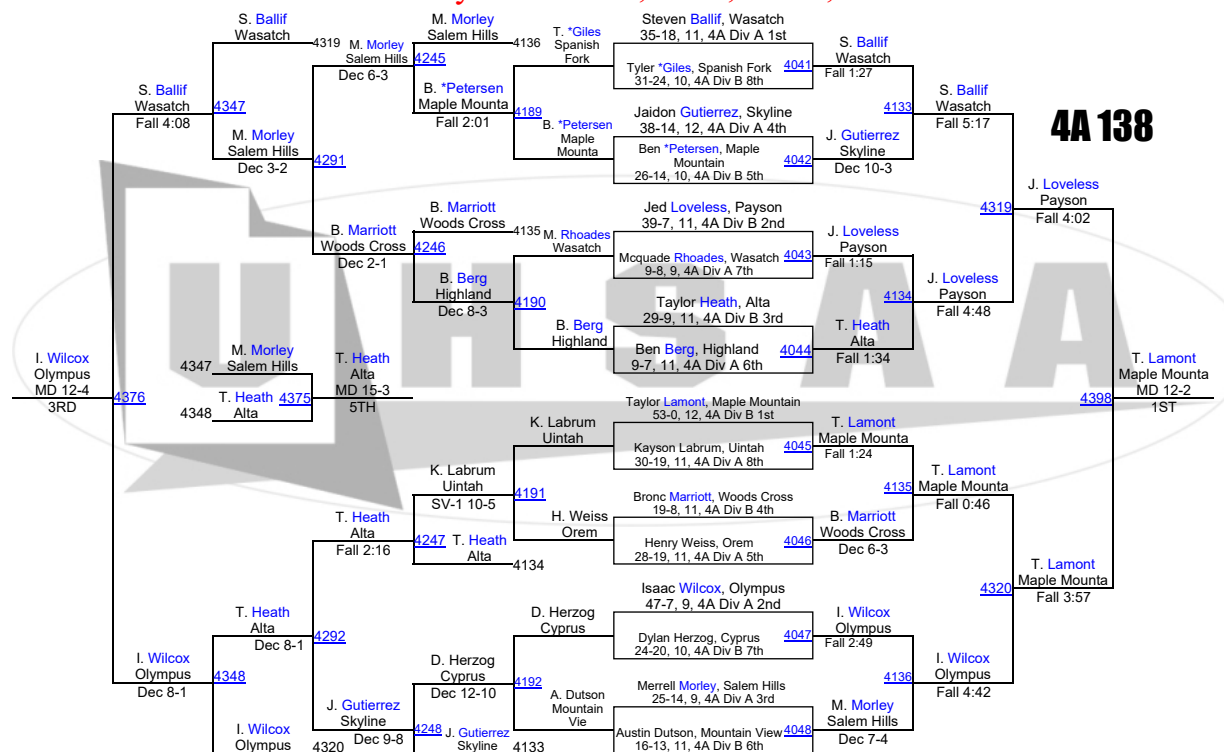 S. Ballif
Wasatch
4319
M. Morley
Salem Hills
Dec 6-3
M. Morley
Salem Hills
4136
4245
B. *Petersen
Maple Mounta
Fall 2:01
T. *Giles
Spanish
Fork
4189
B. *Petersen
Maple
Mounta
Steven Ballif, Wasatch
35-18, 11, 4A Div A 1st
Tyler *Giles, Spanish Fork
31-24, 10, 4A Div B 8th
4041
Jaidon Gutierrez, Skyline
38-14, 12, 4A Div A 4th
Ben *Petersen, Maple
Mountain
26-14, 10, 4A Div B 5th
4042
S. Ballif
Wasatch
Fall 1:27
4133
J. Gutierrez
Skyline
Dec 10-3
S. Ballif
Wasatch
Fall 5:17
4A 138
S. Ballif
Wasatch
Fall 4:08
4347
M. Morley
Salem Hills
Dec 3-2
4291
B. Marriott
Woods Cross
Dec 2-1
B. Marriott
Woods Cross
4135
4246
B. Berg
Highland
Dec 8-3
M. Rhoades
Wasatch
4190
B. Berg
Highland
Jed Loveless, Payson
39-7, 11, 4A Div B 2nd
Mcquade Rhoades, Wasatch
9-8, 9, 4A Div A 7th
4043
Taylor Heath, Alta
29-9, 11, 4A Div B 3rd
Ben Berg, Highland
9-7, 11, 4A Div A 6th
4044
J. Loveless
Payson
Fall 1:15
4134
T. Heath
Alta
Fall 1:34
J. Loveless
Payson
Fall 4:48
4319
J. Loveless
Payson
Fall 4:02
UHSAA
I. Wilcox
Olympus
MD 12-4
3RD
4376
4347
M. Morley
Salem Hills
T. Heath
Alta
4348
4375
T. Heath
Alta
MD 15-3
5TH
4398
T. Lamont
Maple Mounta
MD 12-2
1ST
K. Labrum
Uintah
K. Labrum
Uintah
SV-1 10-5
4191
H. Weiss
Orem
Taylor Lamont, Maple Mountain
53-0, 12, 4A Div B 1st
Kayson Labrum, Uintah
30-19, 11, 4A Div A 8th
4045
Bronc Marriott, Woods Cross
19-8, 11, 4A Div B 4th
Henry Weiss, Orem
28-19, 11, 4A Div A 5th
4046
T. Lamont
Maple Mounta
Fall 1:24
4135
B. Marriott
Woods Cross
Dec 6-3
T. Lamont
Maple Mounta
Fall 0:46
T. Heath
Alta
Fall 2:16
4247
T. Heath
Alta
4134
4320
T. Lamont
Maple Mounta
Fall 3:57
T. Heath
Alta
Dec 8-1
4292
I. Wilcox
Olympus
Dec 8-1
4348
I. Wilcox
Olympus
4320
J. Gutierrez
Skyline
Dec 9-8
D. Herzog
Cyprus
Dec 12-10
4248
J. Gutierrez
Skyline
4133
D. Herzog
Cyprus
4192
A. Dutson
Mountain
Vie
Isaac Wilcox, Olympus
47-7, 9, 4A Div A 2nd
Dylan Herzog, Cyprus
24-20, 10, 4A Div B 7th
4047
Merrell Morley, Salem Hills
25-14, 9, 4A Div A 3rd
Austin Dutson, Mountain View
16-13, 11, 4A Div B 6th
4048
I. Wilcox
Olympus
Fall 2:49
4136
M. Morley
Salem Hills
Dec 7-4
I. Wilcox
Olympus
Fall 4:42